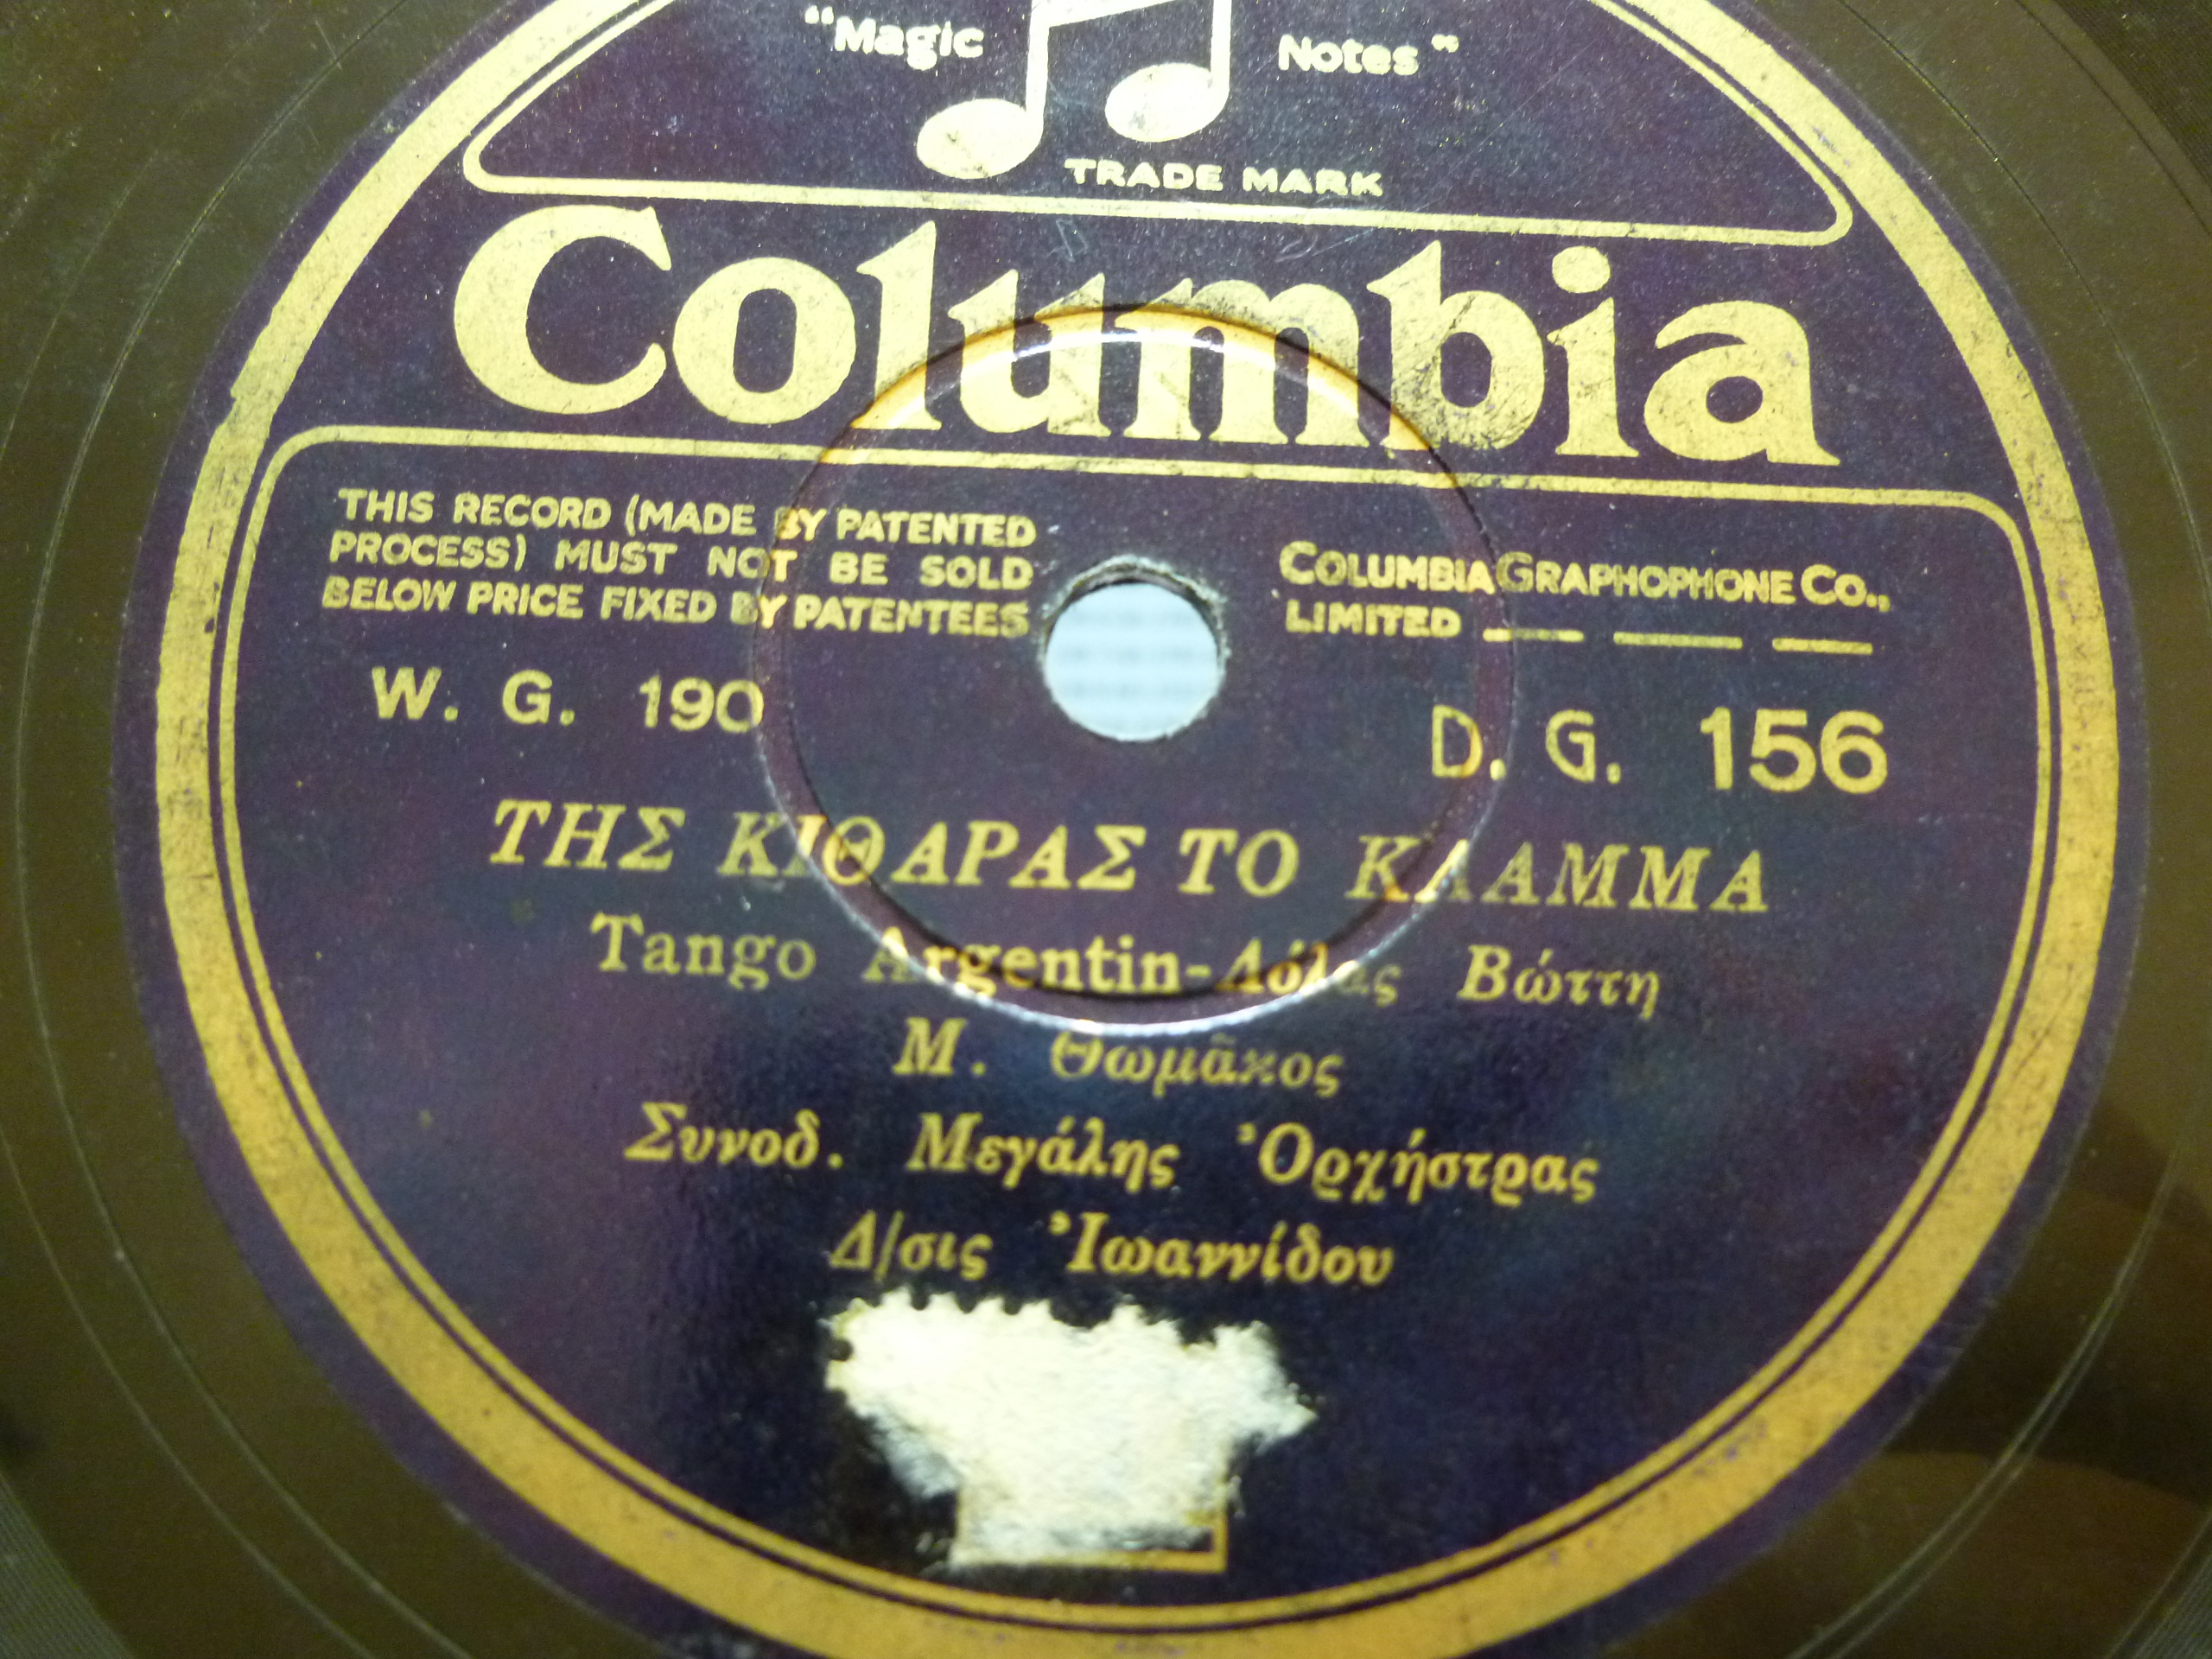 "Magic Notes"
TRADE MARK
Columbia
THIS RECORD (MADE BY PATENTED
PROCESS) MUST NOT BE SOLD
BELOW PRICE FIXED BY PATENTEES
COLUMBIA GRAPHOPHONE CO.,
LIMITED
W. G. 190
D. G. 156
ΤΗΣ ΚΙΘΑΡΑΣ ΤΟ ΚΛΑΜΜΑ
Tango Argentin-Δόλας Βώττη
Μ. Θωμᾶκος
Συνοδ. Μεγάλης Ὀρχήστρας
Δ/σις Ἰωαννίδου